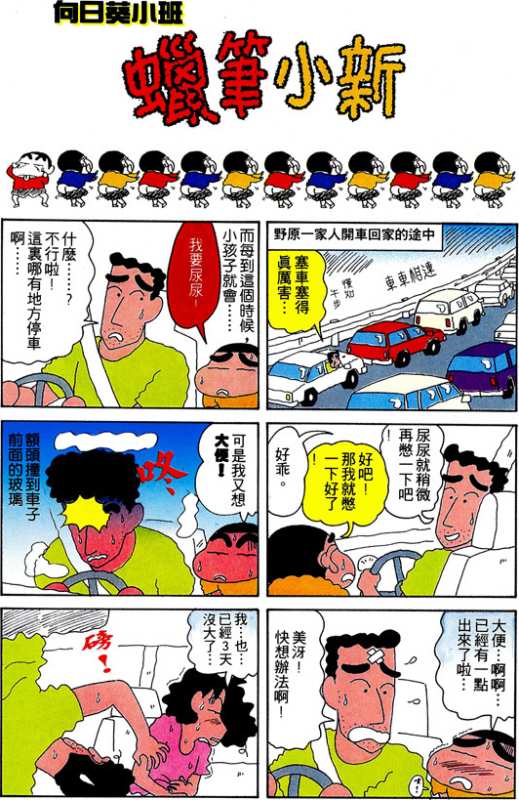 向日葵小班
蠟筆小新
野原一家人開車回家的途中
塞車塞得
真厲害…
車車相連
而每到這個時候，
小孩子就會……
我要尿尿！
什麼……？
不行啦！
這裏哪有地方停車
啊……
尿尿就稍微
再憋一下吧
好吧！
那我就憋
一下好了
！
好乖。
可是我又想
大便！
咚
額頭撞到車子
前面的玻璃
大便…啊啊…
已經有一點
出來了啦…
美冴！
快想辦法啊！
我…也…
已經3天
沒大了…
磅！